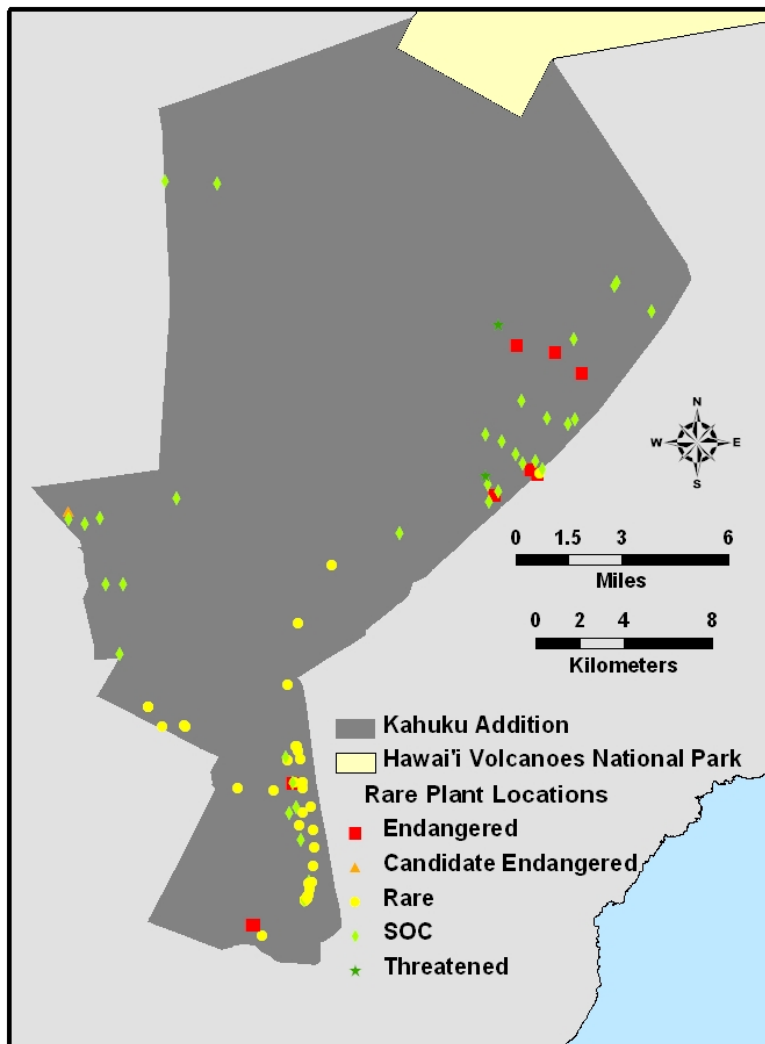 N
W E
S
0 1.5 3 6
Miles
0 2 4 8
Kilometers
Kahuku Addition
Hawai'i Volcanoes National Park
Rare Plant Locations
Endangered
Candidate Endangered
Rare
SOC
Threatened